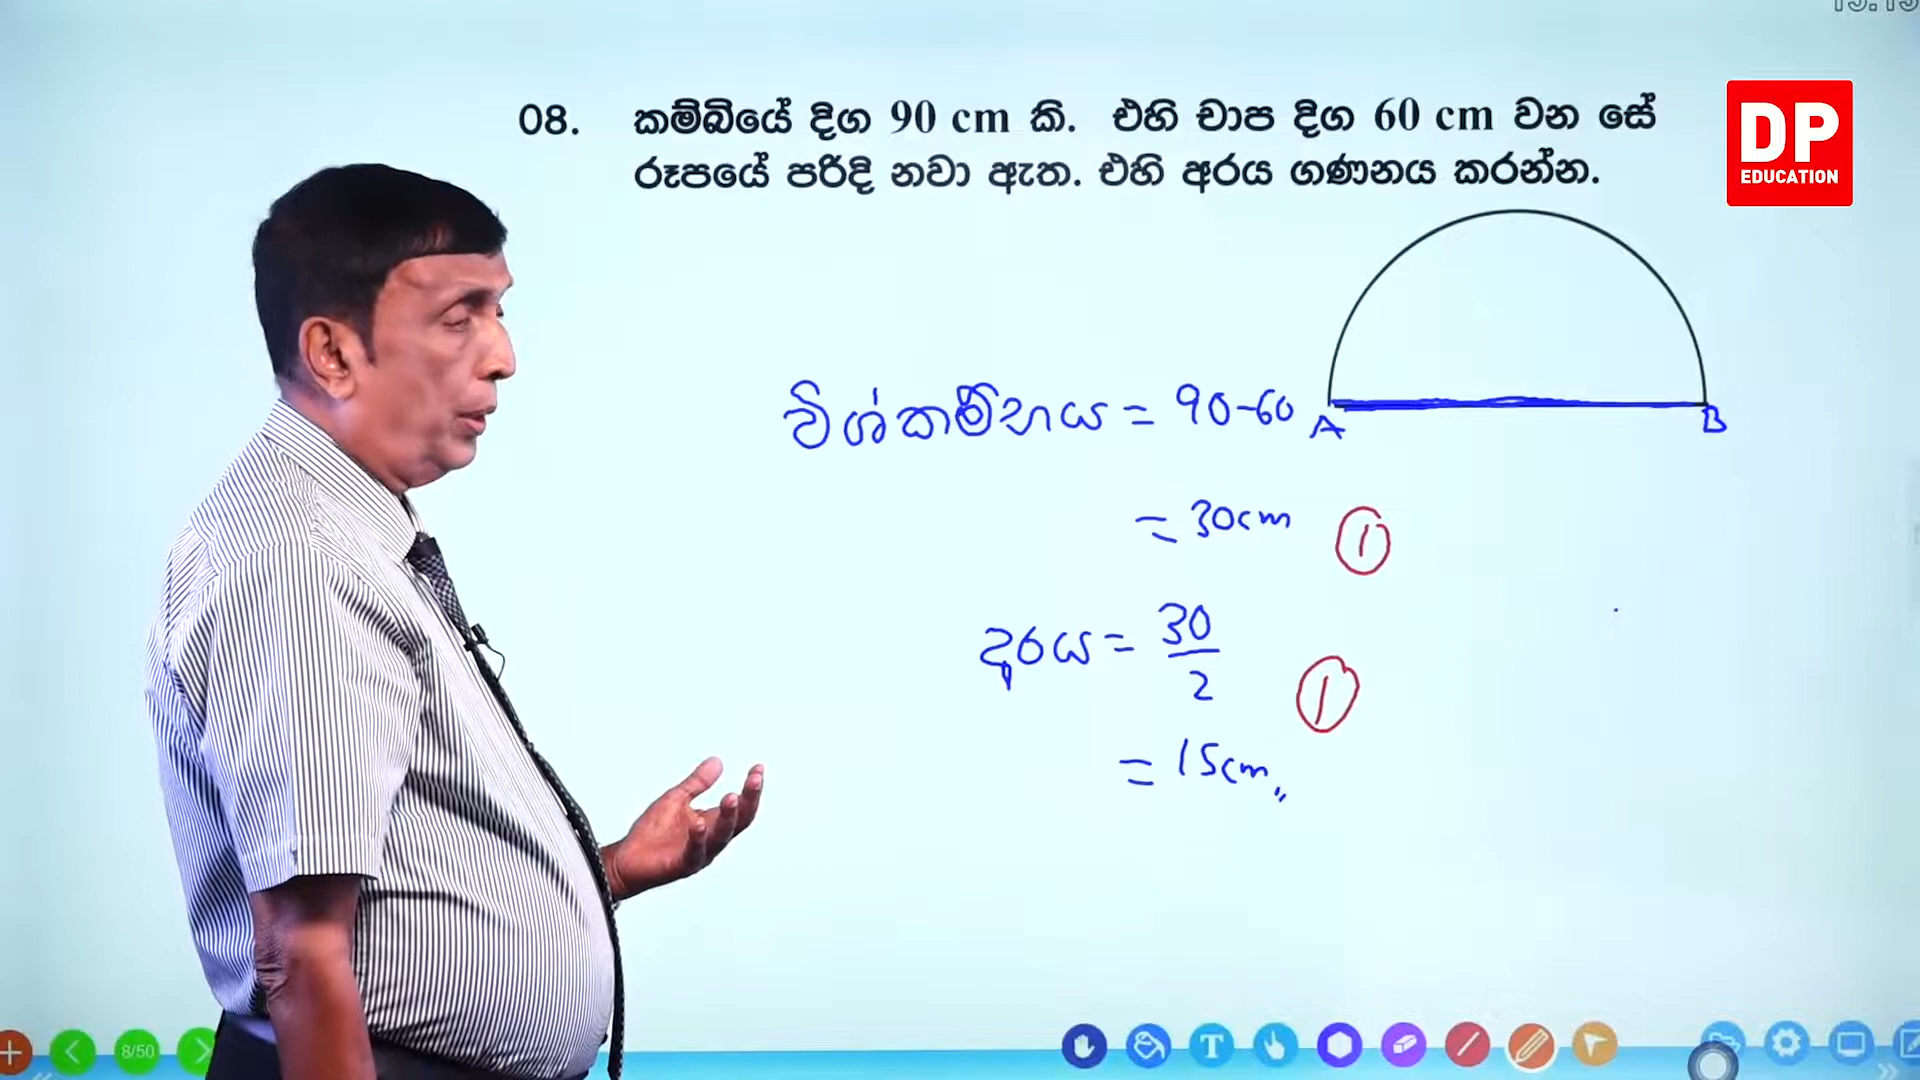 DP
EDUCATION
08. කම්බියේ දිග 90 cm කි. එහි චාප දිග 60 cm වන සේ
රූපයේ පරිදි නවා ඇත. එහි අරය ගණනය කරන්න.
විශ්කම්භය = 90-60
A B
= 30cm ①
අරය = 30
2
①
= 15cm
8/50
T